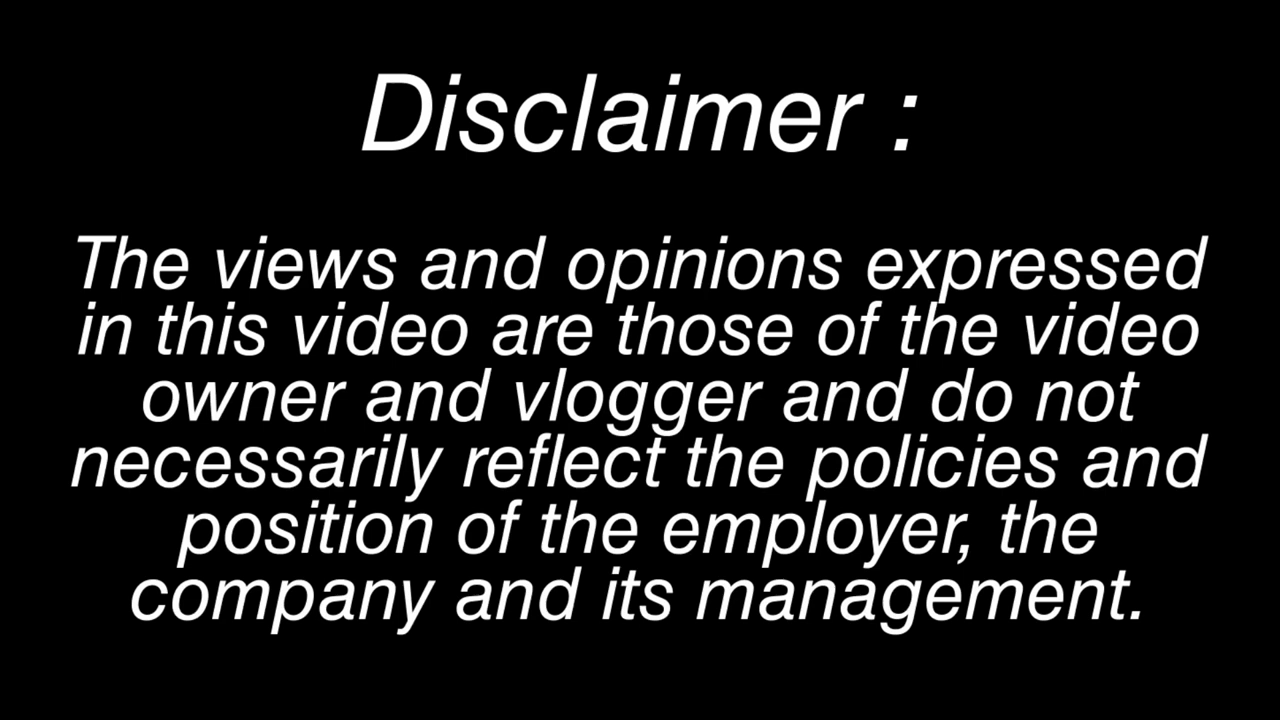 Disclaimer :
The views and opinions expressed
in this video are those of the video
owner and vlogger and do not
necessarily reflect the policies and
position of the employer, the
company and its management.